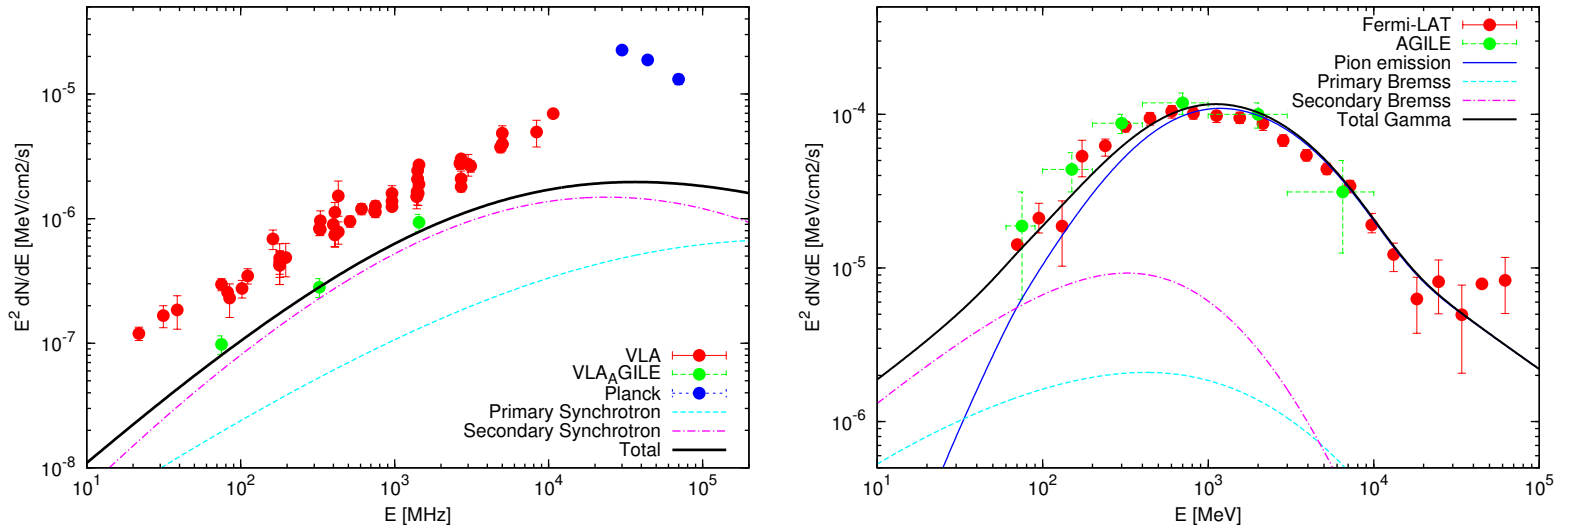 E² dN/dE [MeV/cm2/s]
10⁻⁵
10⁻⁶
10⁻⁷
10⁻⁸
VLA
VLA_AGILE
Planck
Primary Synchrotron
Secondary Synchrotron
Total
10¹ 10² 10³ 10⁴ 10⁵
E [MHz]
E² dN/dE [MeV/cm2/s]
10⁻⁴
10⁻⁵
10⁻⁶
Fermi-LAT
AGILE
Pion emission
Primary Bremss
Secondary Bremss
Total Gamma
10¹ 10² 10³ 10⁴ 10⁵
E [MeV]